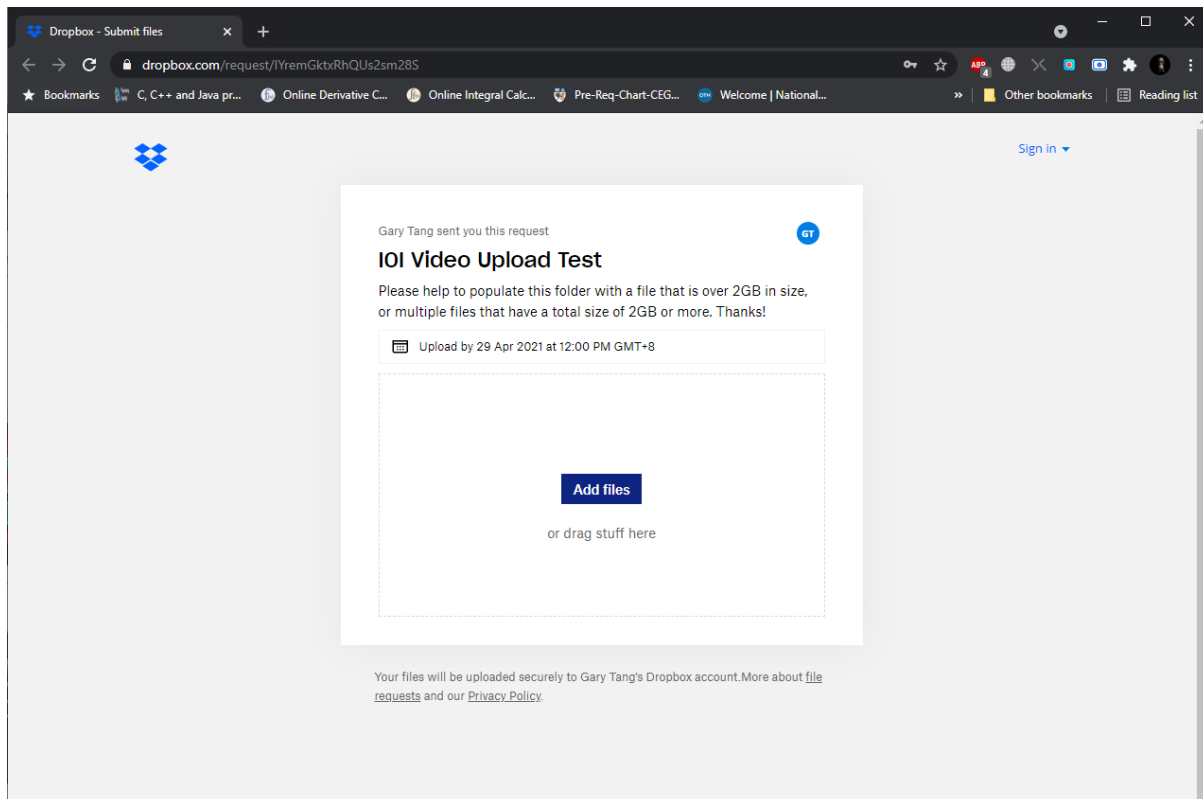 Dropbox - Submit files
dropbox.com/request/IYremGktxRhQUs2sm28S
ABP
4
Bookmarks C, C++ and Java pr... Online Derivative C... Online Integral Calc... Pre-Req-Chart-CEG... OTH Welcome | National... » Other bookmarks Reading list
Sign in
Gary Tang sent you this request
GT
IOI Video Upload Test
Please help to populate this folder with a file that is over 2GB in size,
or multiple files that have a total size of 2GB or more. Thanks!
Upload by 29 Apr 2021 at 12:00 PM GMT+8
Add files
or drag stuff here
Your files will be uploaded securely to Gary Tang's Dropbox account.More about file
requests and our Privacy Policy.